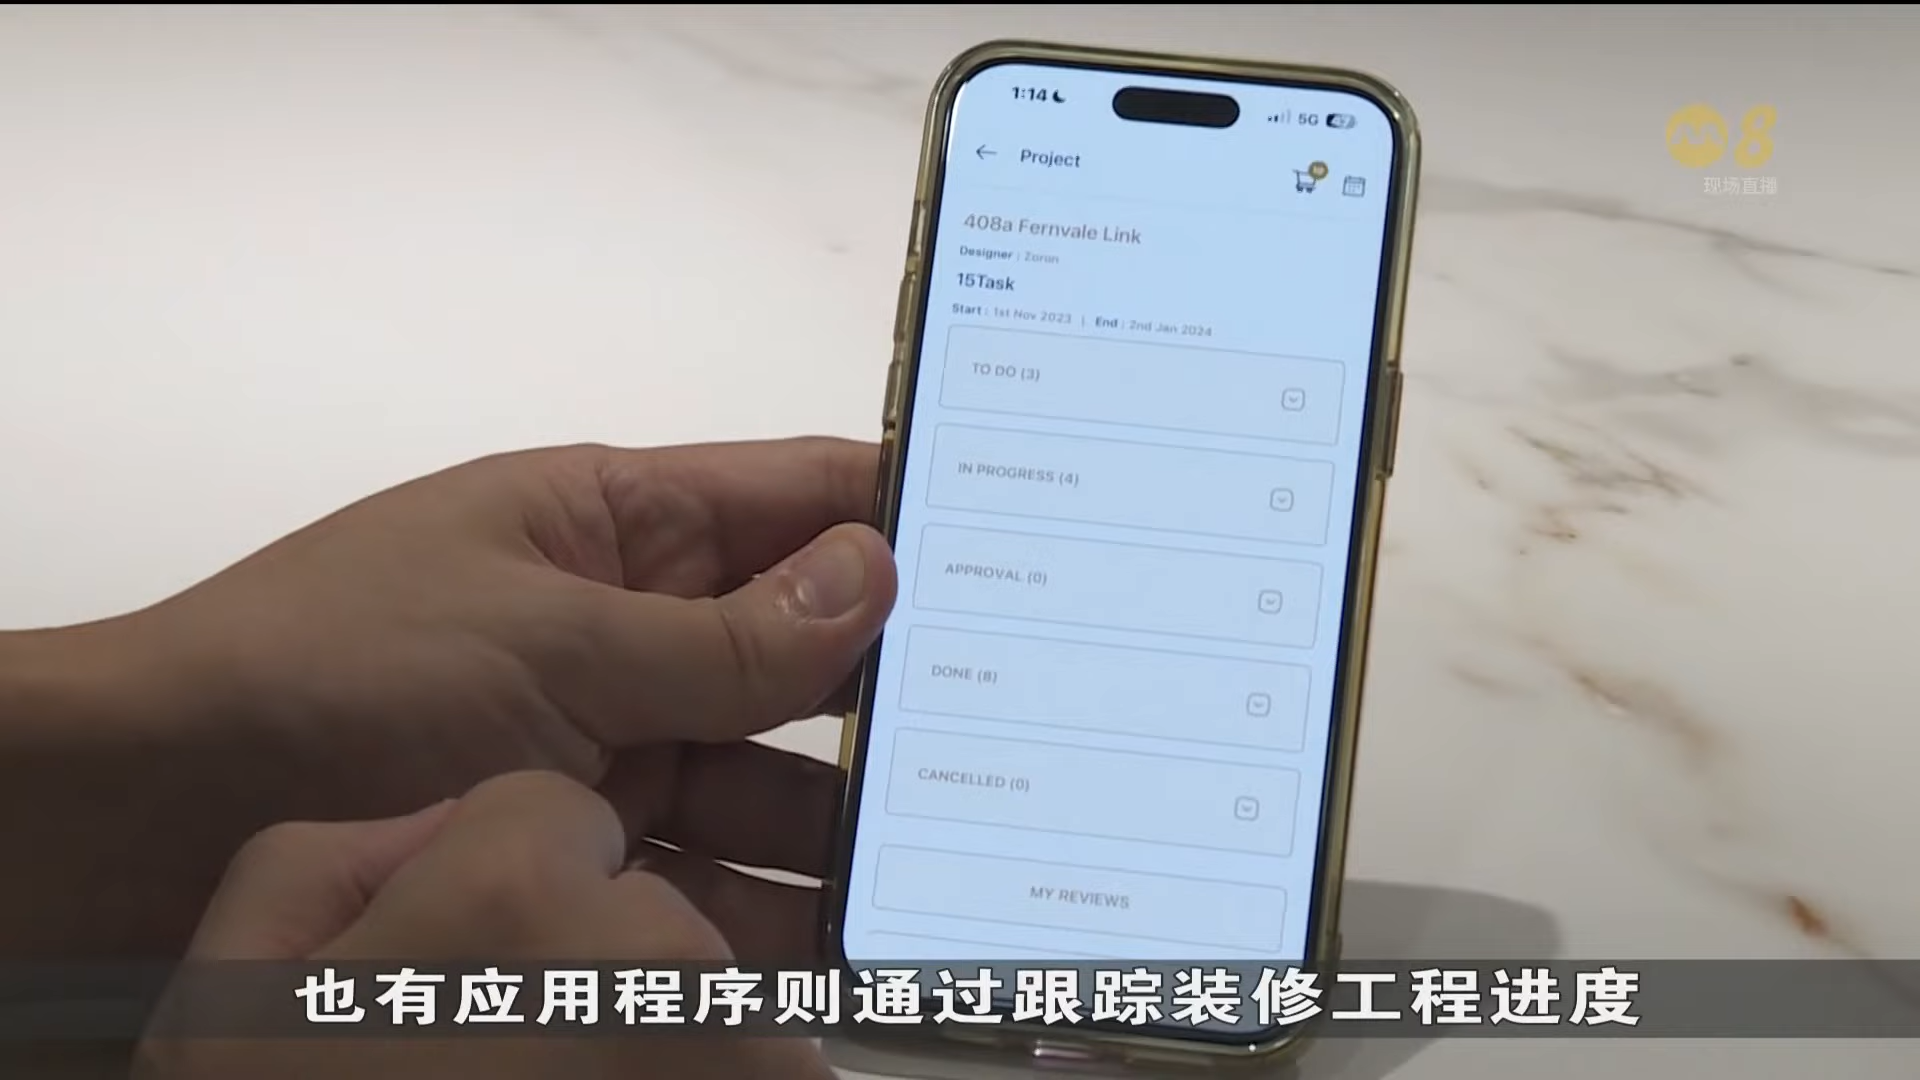 1:14
5G 47
Project
8
现场直播
408a Fernvale Link
Designer : Zoron
15Task
Start : 1st Nov 2023 | End : 2nd Jan 2024
TO DO (3)
IN PROGRESS (4)
APPROVAL (0)
DONE (8)
CANCELLED (0)
MY REVIEWS
也有应用程序则通过跟踪装修工程进度